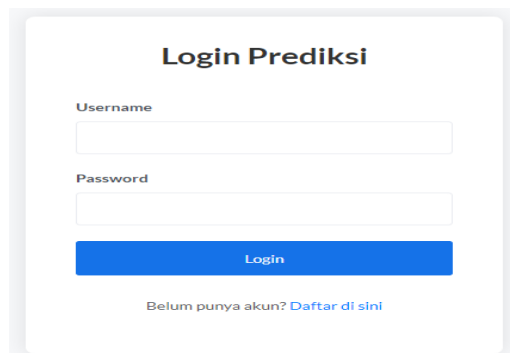 Login Prediksi
Username
Password
Login
Belum punya akun? Daftar di sini